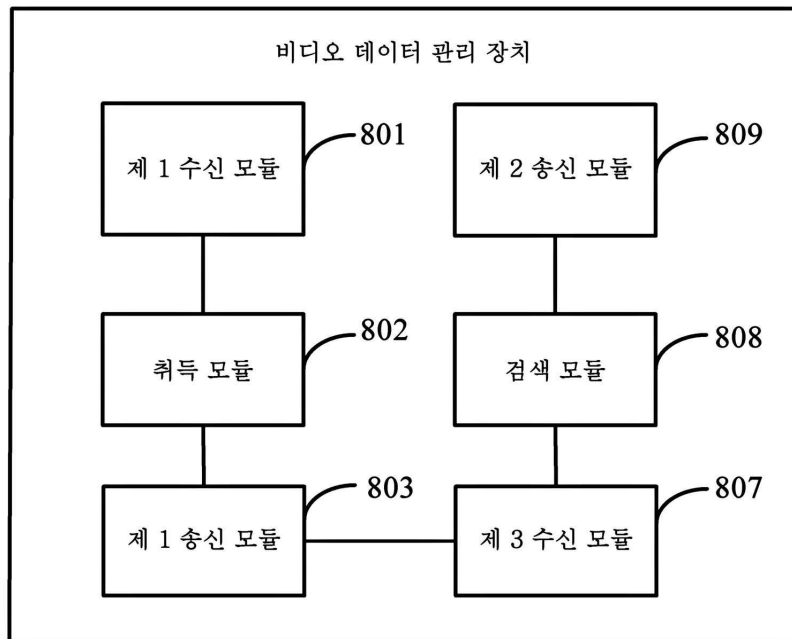 비디오 데이터 관리 장치
제 1 수신 모듈
801
제 2 송신 모듈
809
취득 모듈
802
검색 모듈
808
제 1 송신 모듈
803
제 3 수신 모듈
807